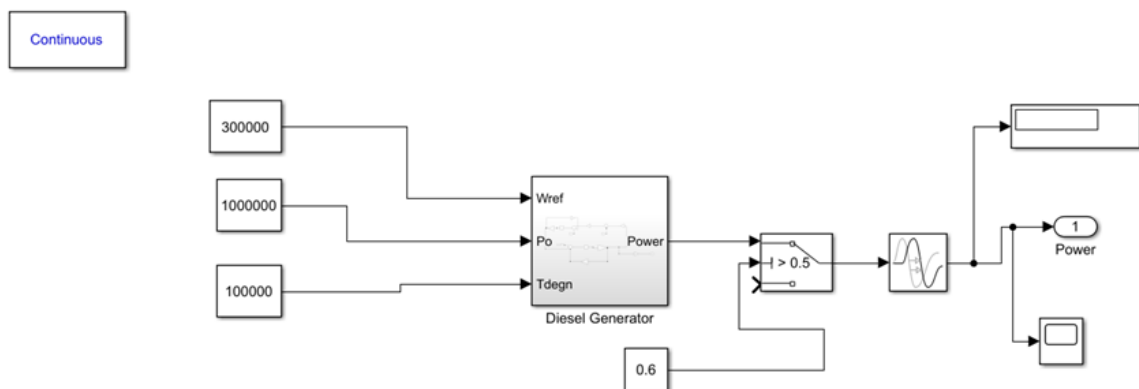 Continuous
300000
1000000
100000
Wref
Po
Tdegn
Power
Diesel Generator
> 0.5
0.6
1
Power